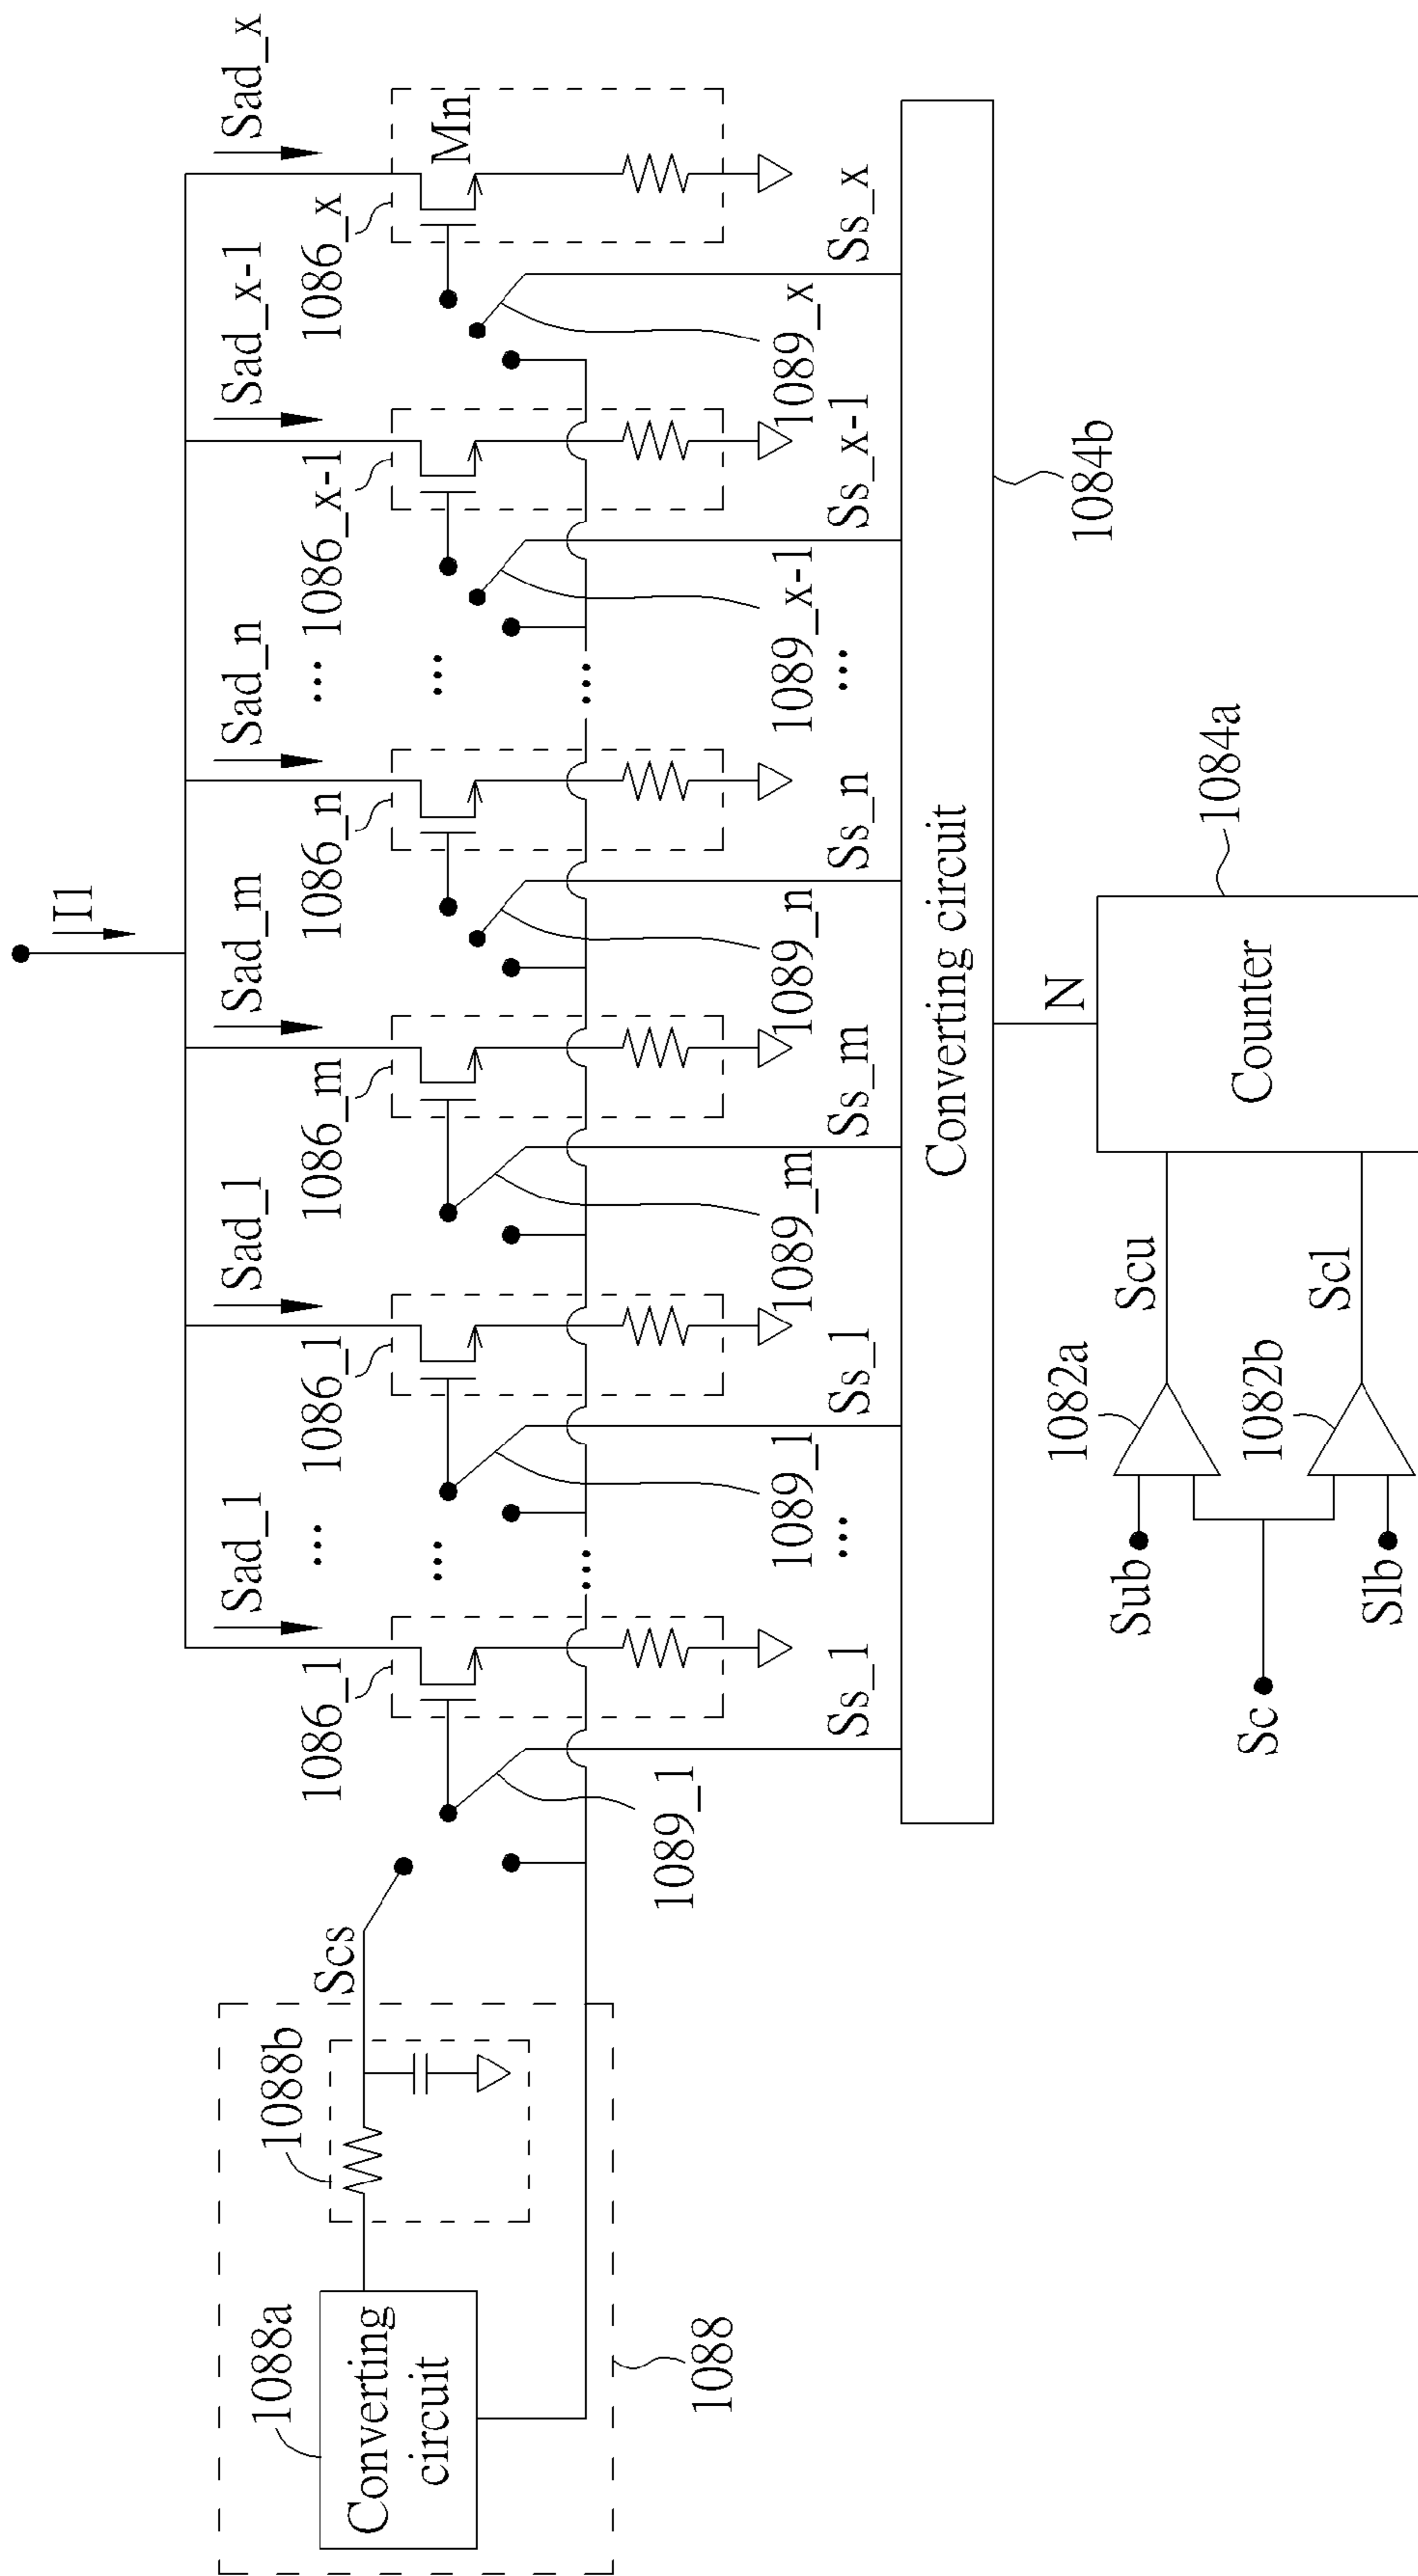 I1
Sad_1
Sad_l
Sad_m
Sad_n
Sad_x-1
Sad_x
...
...
1086_1
1086_l
1086_m
1086_n
1086_x-1
1086_x
Mn
1088a
1088b
Scs
Converting
circuit
...
...
...
...
1088
1089_1
1089_l
1089_m
1089_n
1089_x-1
1089_x
...
...
Ss_1
Ss_l
Ss_m
Ss_n
Ss_x-1
Ss_x
Converting circuit
1084b
N
1082a
Sub
Scu
1084a
Sc
Counter
1082b
Slb
Scl